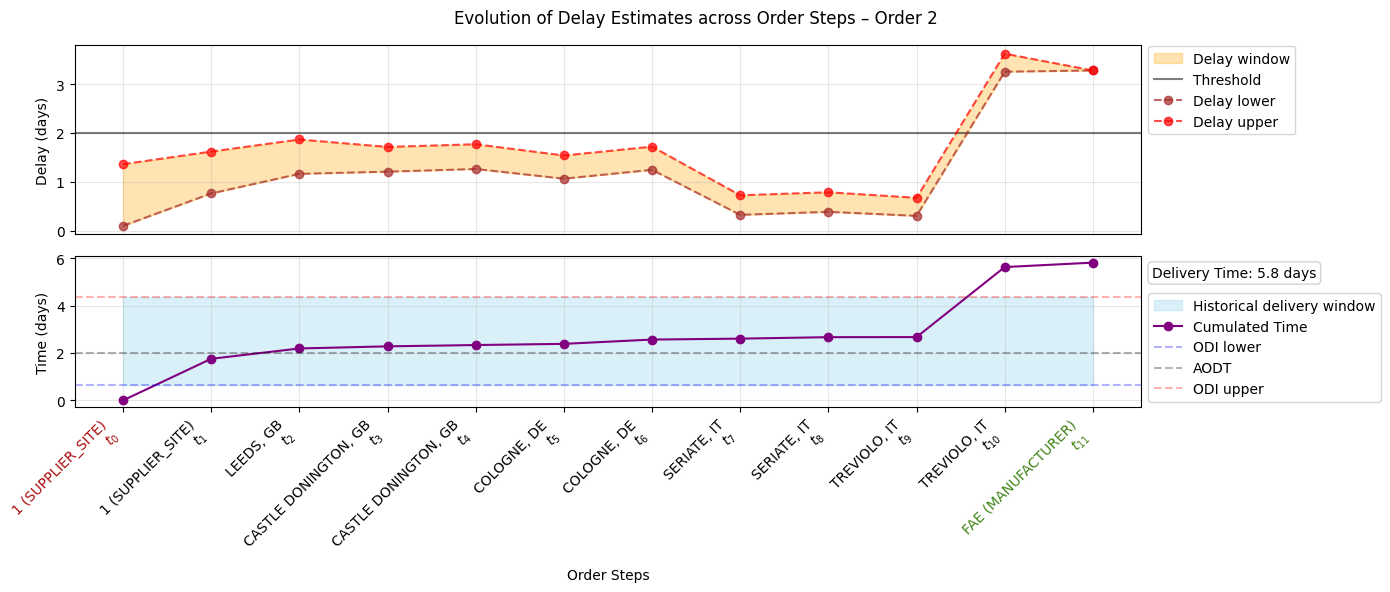 Evolution of Delay Estimates across Order Steps – Order 2
Delay (days)
3
2
1
0
Delay window
Threshold
Delay lower
Delay upper
Time (days)
6
4
2
0
Delivery Time: 5.8 days
Historical delivery window
Cumulated Time
ODI lower
AODT
ODI upper
1 (SUPPLIER_SITE)
t0
1 (SUPPLIER_SITE)
t1
LEEDS, GB
t2
CASTLE DONINGTON, GB
t3
CASTLE DONINGTON, GB
t4
COLOGNE, DE
t5
COLOGNE, DE
t6
SERIATE, IT
t7
SERIATE, IT
t8
TREVIOLO, IT
t9
TREVIOLO, IT
t10
FAE (MANUFACTURER)
t11
Order Steps